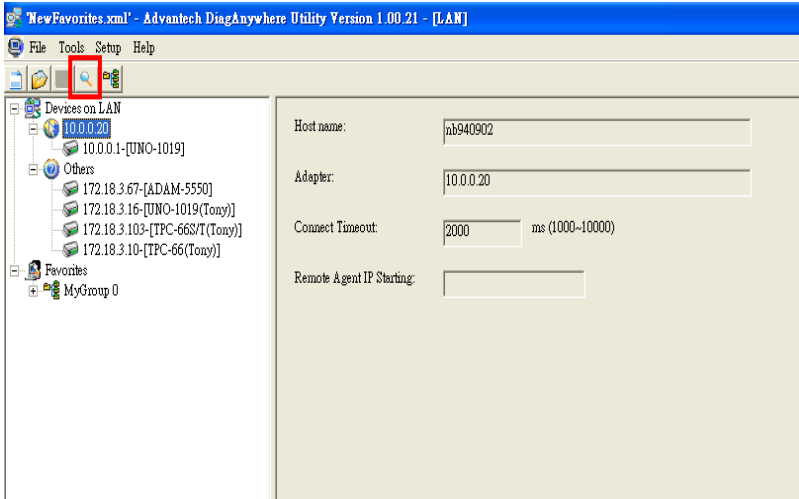 'NewFavorites.xml' - Advantech DiagAnywhere Utility Version 1.00.21 - [LAN]
File Tools Setup Help
Devices on LAN
10.0.0.20
10.0.0.1-[UNO-1019]
Others
172.18.3.67-[ADAM-5550]
172.18.3.16-[UNO-1019(Tony)]
172.18.3.103-[TPC-66S/T(Tony)]
172.18.3.10-[TPC-66(Tony)]
Favorites
MyGroup 0
Host name: nb940902
Adapter: 10.0.0.20
Connect Timeout: 2000 ms (1000~10000)
Remote Agent IP Starting: